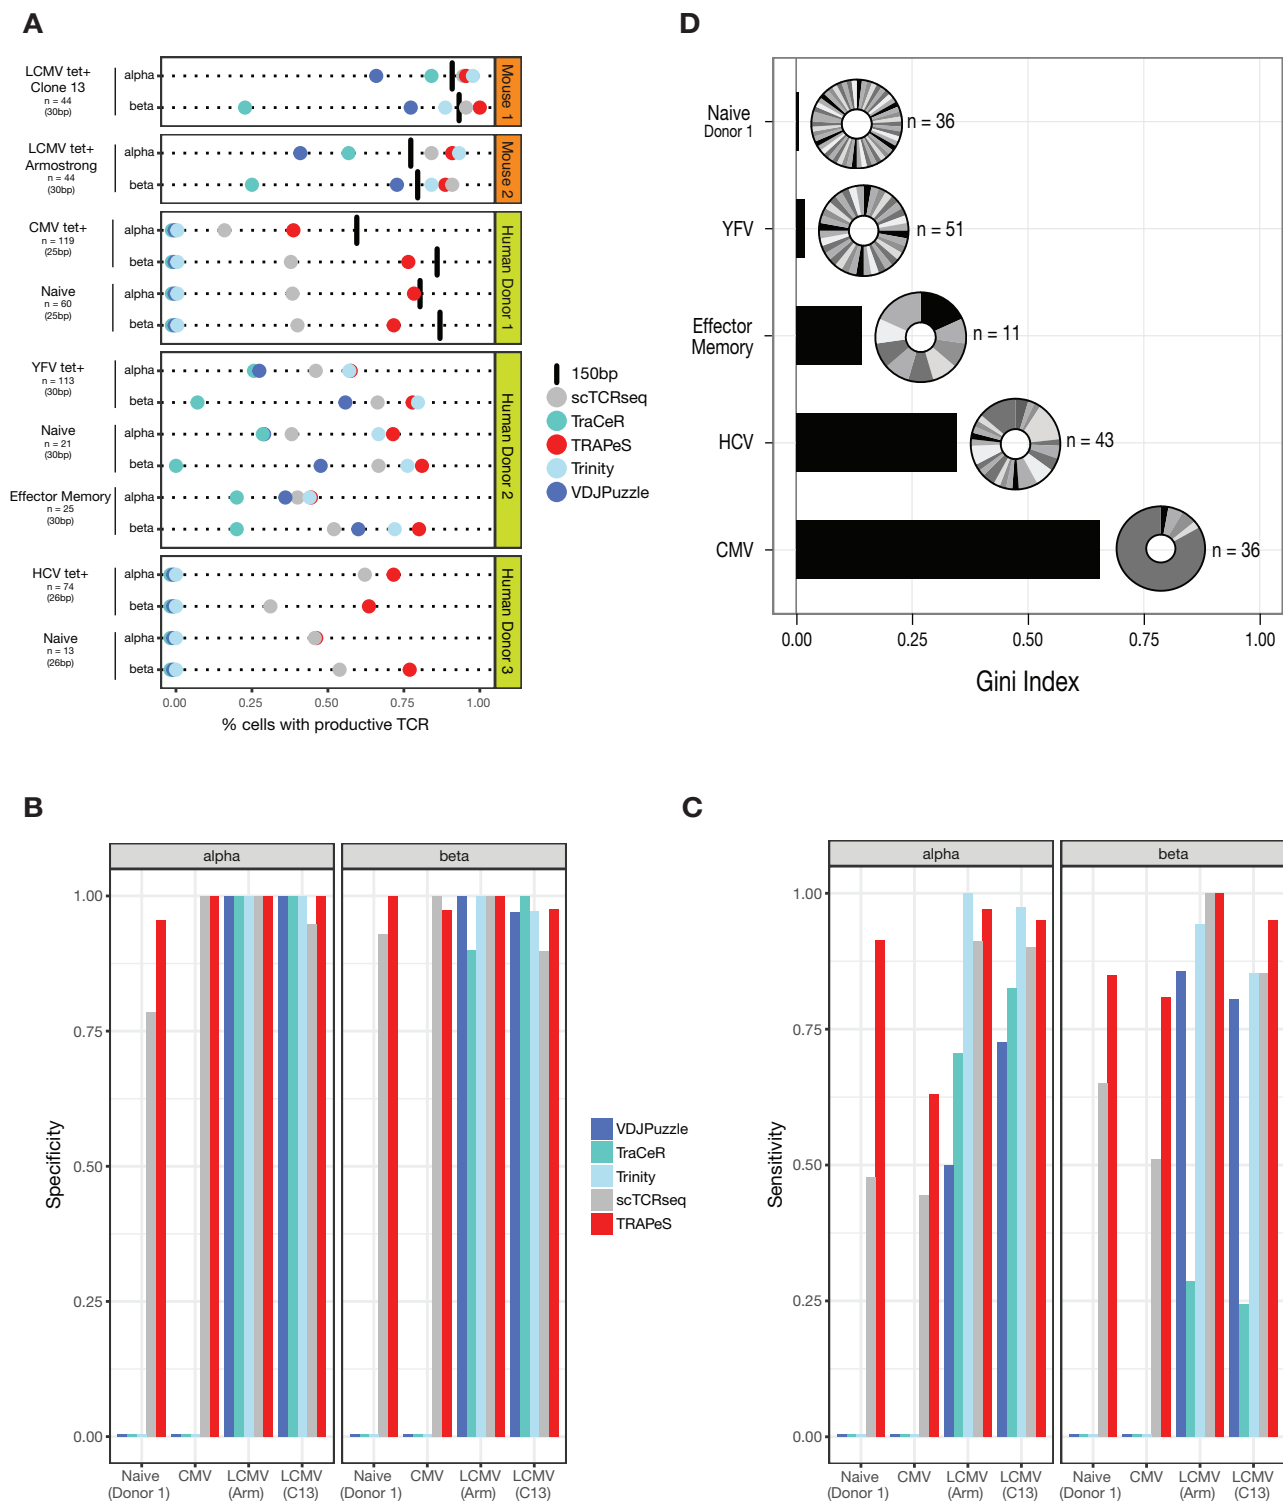 A
LCMV tet+
Clone 13
n = 44
(30bp)
alpha
beta
Mouse 1
LCMV tet+
Armostrong
n = 44
(30bp)
alpha
beta
Mouse 2
CMV tet+
n = 119
(25bp)
alpha
beta
Naive
n = 60
(25bp)
alpha
beta
Human Donor 1
YFV tet+
n = 113
(30bp)
alpha
beta
Naive
n = 21
(30bp)
alpha
beta
Effector Memory
n = 25
(30bp)
alpha
beta
Human Donor 2
HCV tet+
n = 74
(26bp)
alpha
beta
Naive
n = 13
(26bp)
alpha
beta
Human Donor 3
0.00 0.25 0.50 0.75 1.00
% cells with productive TCR
150bp
scTCRseq
TraCeR
TRAPeS
Trinity
VDJPuzzle
D
Naive
Donor 1
n = 36
YFV
n = 51
Effector
Memory
n = 11
HCV
n = 43
CMV
n = 36
0.00 0.25 0.50 0.75 1.00
Gini Index
B
alpha beta
1.00
0.75
0.50
0.25
0.00
Specificity
Naive CMV LCMV LCMV Naive CMV LCMV LCMV
(Donor 1) (Arm) (C13) (Donor 1) (Arm) (C13)
VDJPuzzle
TraCeR
Trinity
scTCRseq
TRAPeS
C
alpha beta
1.00
0.75
0.50
0.25
0.00
Sensitivity
Naive CMV LCMV LCMV Naive CMV LCMV LCMV
(Donor 1) (Arm) (C13) (Donor 1) (Arm) (C13)